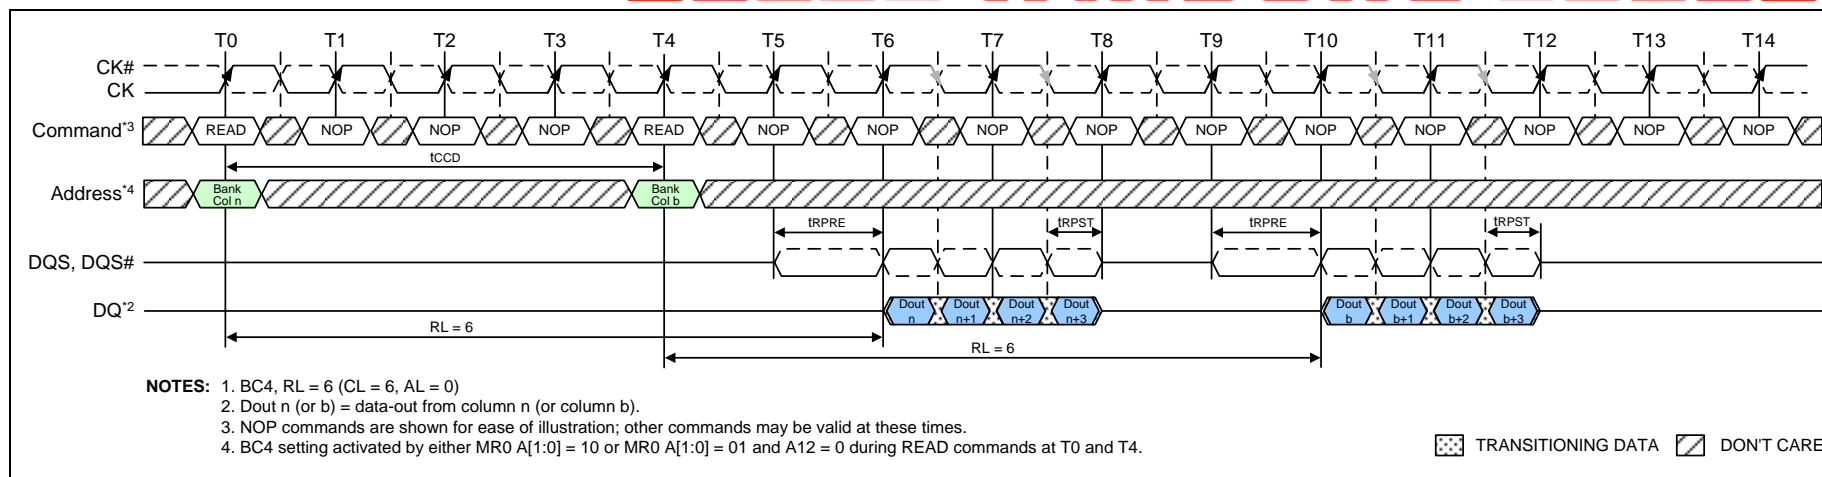 T0 T1 T2 T3 T4 T5 T6 T7 T8 T9 T10 T11 T12 T13 T14
CK#
CK
Command*3 READ NOP NOP NOP READ NOP NOP NOP NOP NOP NOP NOP NOP NOP NOP
tCCD
Address*4 Bank Col n Bank Col b
tRPRE tRPST tRPRE tRPST
DQS, DQS#
DQ*2 Dout n Dout n+1 Dout n+2 Dout n+3 Dout b Dout b+1 Dout b+2 Dout b+3
RL = 6
RL = 6
NOTES: 1. BC4, RL = 6 (CL = 6, AL = 0)
2. Dout n (or b) = data-out from column n (or column b).
3. NOP commands are shown for ease of illustration; other commands may be valid at these times.
4. BC4 setting activated by either MR0 A[1:0] = 10 or MR0 A[1:0] = 01 and A12 = 0 during READ commands at T0 and T4.
TRANSITIONING DATA DON'T CARE